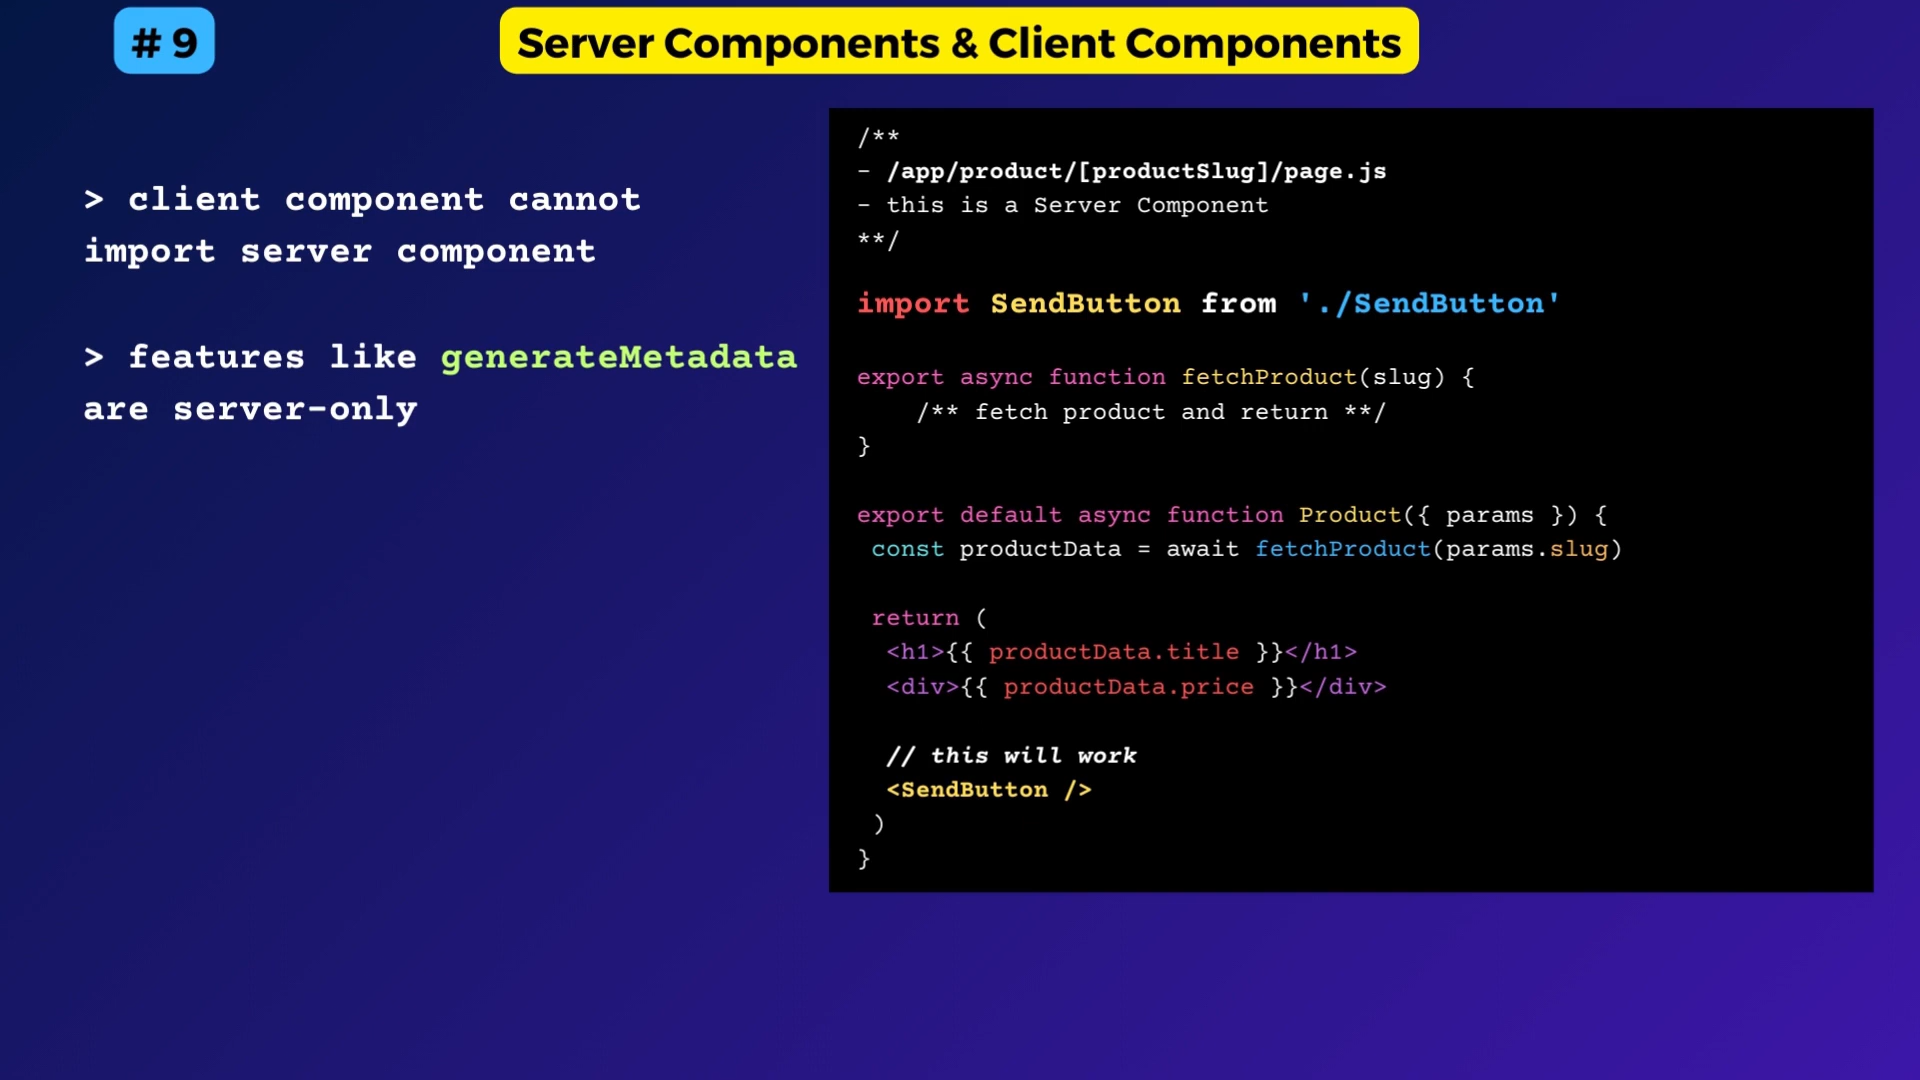 # 9
Server Components & Client Components
> client component cannot
import server component
> features like generateMetadata
are server-only
/**
- /app/product/[productSlug]/page.js
- this is a Server Component
**/
import SendButton from './SendButton'
export async function fetchProduct(slug) {
/** fetch product and return **/
}
export default async function Product({ params }) {
const productData = await fetchProduct(params.slug)
return (
<h1>{{ productData.title }}</h1>
<div>{{ productData.price }}</div>
// this will work
<SendButton />
)
}